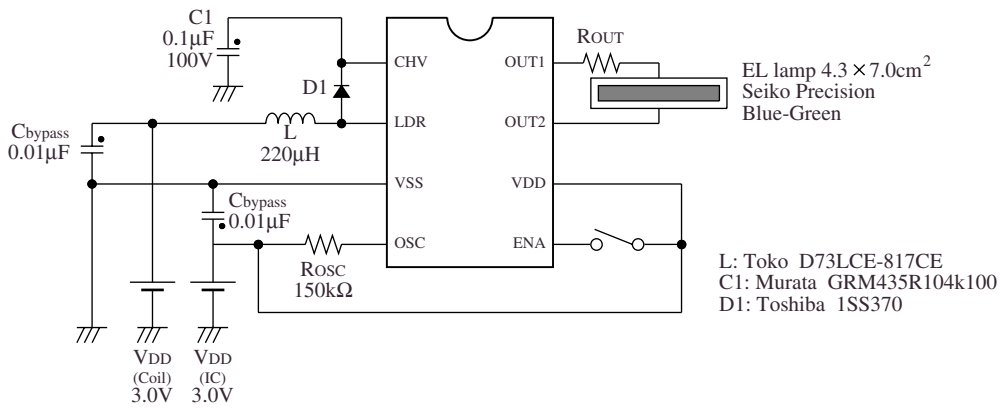 C1
0.1μF
100V
D1
L
220μH
Cbypass
0.01μF
Cbypass
0.01μF
ROSC
150kΩ
VDD
(Coil)
3.0V
VDD
(IC)
3.0V
CHV
LDR
VSS
OSC
OUT1
OUT2
VDD
ENA
ROUT
EL lamp 4.3 × 7.0cm²
Seiko Precision
Blue-Green
L: Toko D73LCE-817CE
C1: Murata GRM435R104k100
D1: Toshiba 1SS370